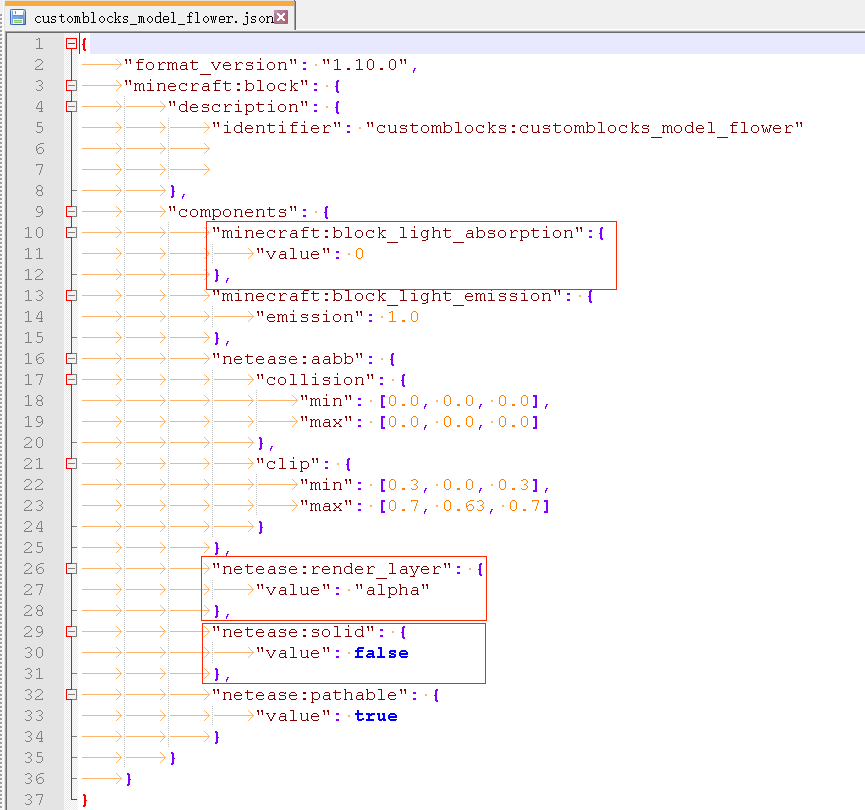 customblocks_model_flower.json
1 {
2 "format_version": "1.10.0",
3 "minecraft:block": {
4 "description": {
5 "identifier": "customblocks:customblocks_model_flower"
6
7
8 },
9 "components": {
10 "minecraft:block_light_absorption":{
11 "value": 0
12 },
13 "minecraft:block_light_emission": {
14 "emission": 1.0
15 },
16 "netease:aabb": {
17 "collision": {
18 "min": [0.0, 0.0, 0.0],
19 "max": [0.0, 0.0, 0.0]
20 },
21 "clip": {
22 "min": [0.3, 0.0, 0.3],
23 "max": [0.7, 0.63, 0.7]
24 }
25 },
26 "netease:render_layer": {
27 "value": "alpha"
28 },
29 "netease:solid": {
30 "value": false
31 },
32 "netease:pathable": {
33 "value": true
34 }
35 }
36 }
37 }